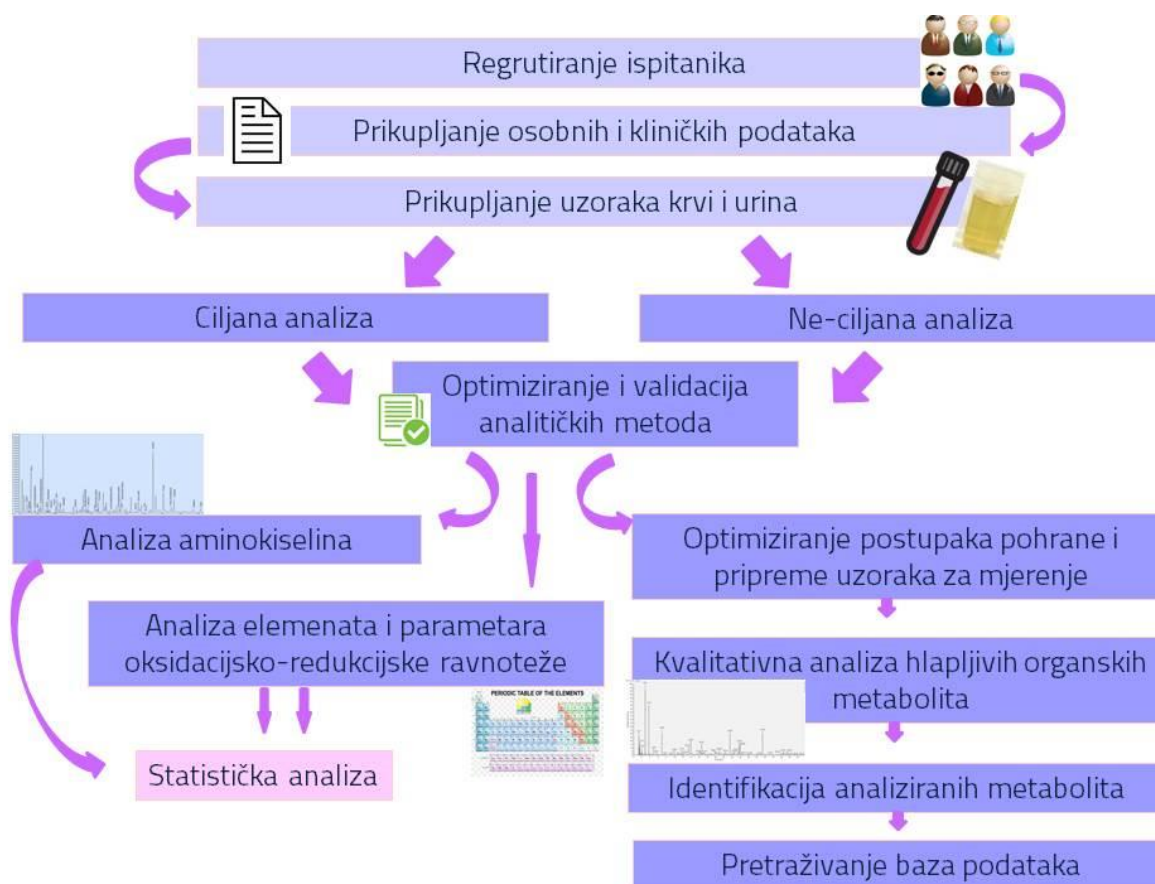 Regrutiranje ispitanika
Prikupljanje osobnih i kliničkih podataka
Prikupljanje uzoraka krvi i urina
Ciljana analiza
Ne-ciljana analiza
Optimiziranje i validacija
analitičkih metoda
Analiza aminokiselina
Optimiziranje postupaka pohrane i
pripreme uzoraka za mjerenje
Analiza elemenata i parametara
oksidacijsko-redukcijske ravnoteže
Kvalitativna analiza hlapljivih organskih
metabolita
PERIODIC TABLE OF THE ELEMENTS
Statistička analiza
Identifikacija analiziranih metabolita
Pretraživanje baza podataka